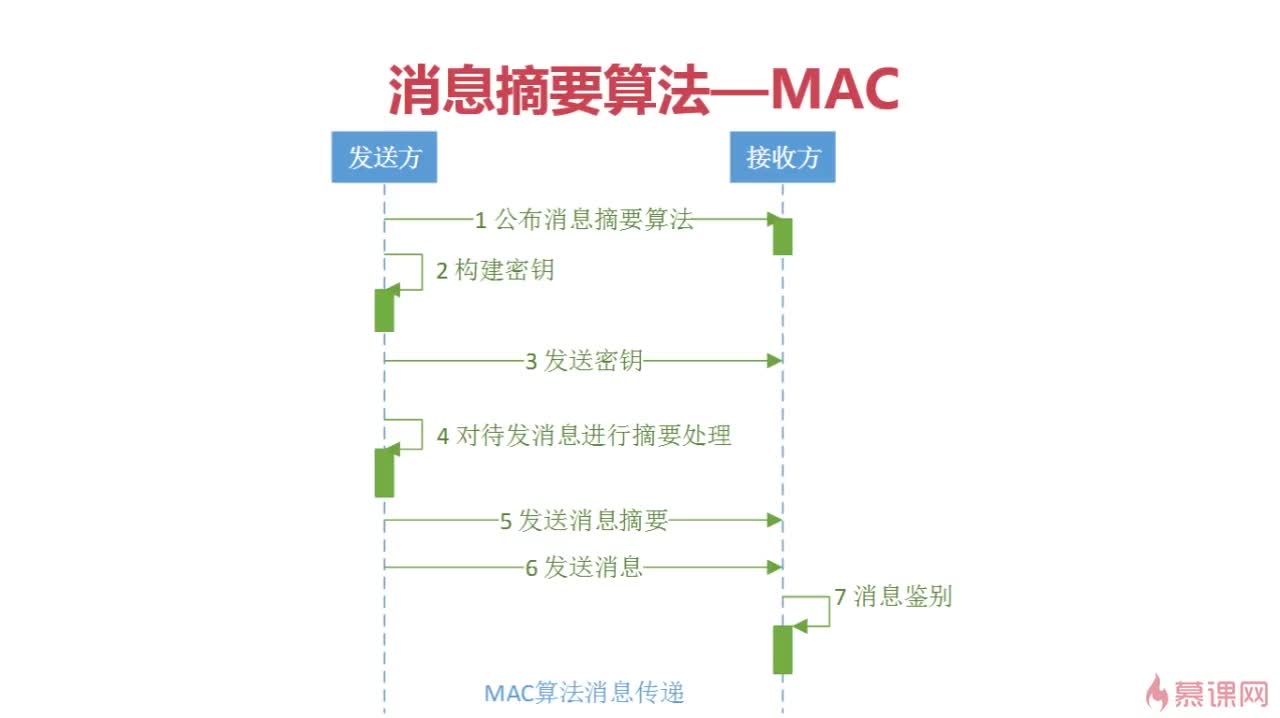 消息摘要算法—MAC
发送方
接收方
1 公布消息摘要算法
2 构建密钥
3 发送密钥
4 对待发消息进行摘要处理
5 发送消息摘要
6 发送消息
7 消息鉴别
MAC算法消息传递
慕课网